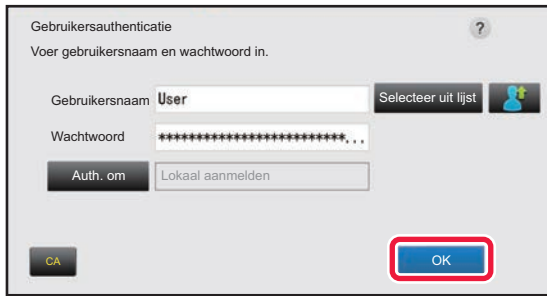 Gebruikersauthenticatie
?
Voer gebruikersnaam en wachtwoord in.
Gebruikersnaam User Selecteer uit lijst
Wachtwoord *************************...
Auth. om Lokaal aanmelden
CA OK